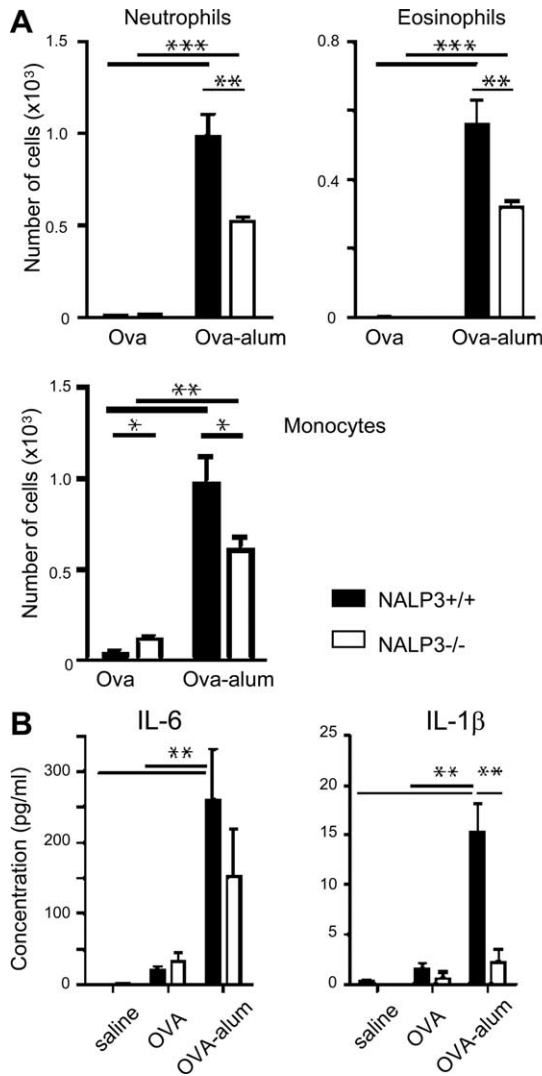 A
Neutrophils
Eosinophils
Number of cells (x10³)
1.5
1.0
0.5
0
***
**
Ova
Ova-alum
0.8
0.4
0
***
**
Ova
Ova-alum
Number of cells (x10³)
1.5
1.0
0.5
0
**
*
*
Ova
Ova-alum
Monocytes
NALP3+/+
NALP3-/-
B
IL-6
IL-1β
Concentration (pg/ml)
300
250
150
50
0
**
saline
OVA
OVA-alum
25
20
15
10
5
0
**
**
saline
OVA
OVA-alum